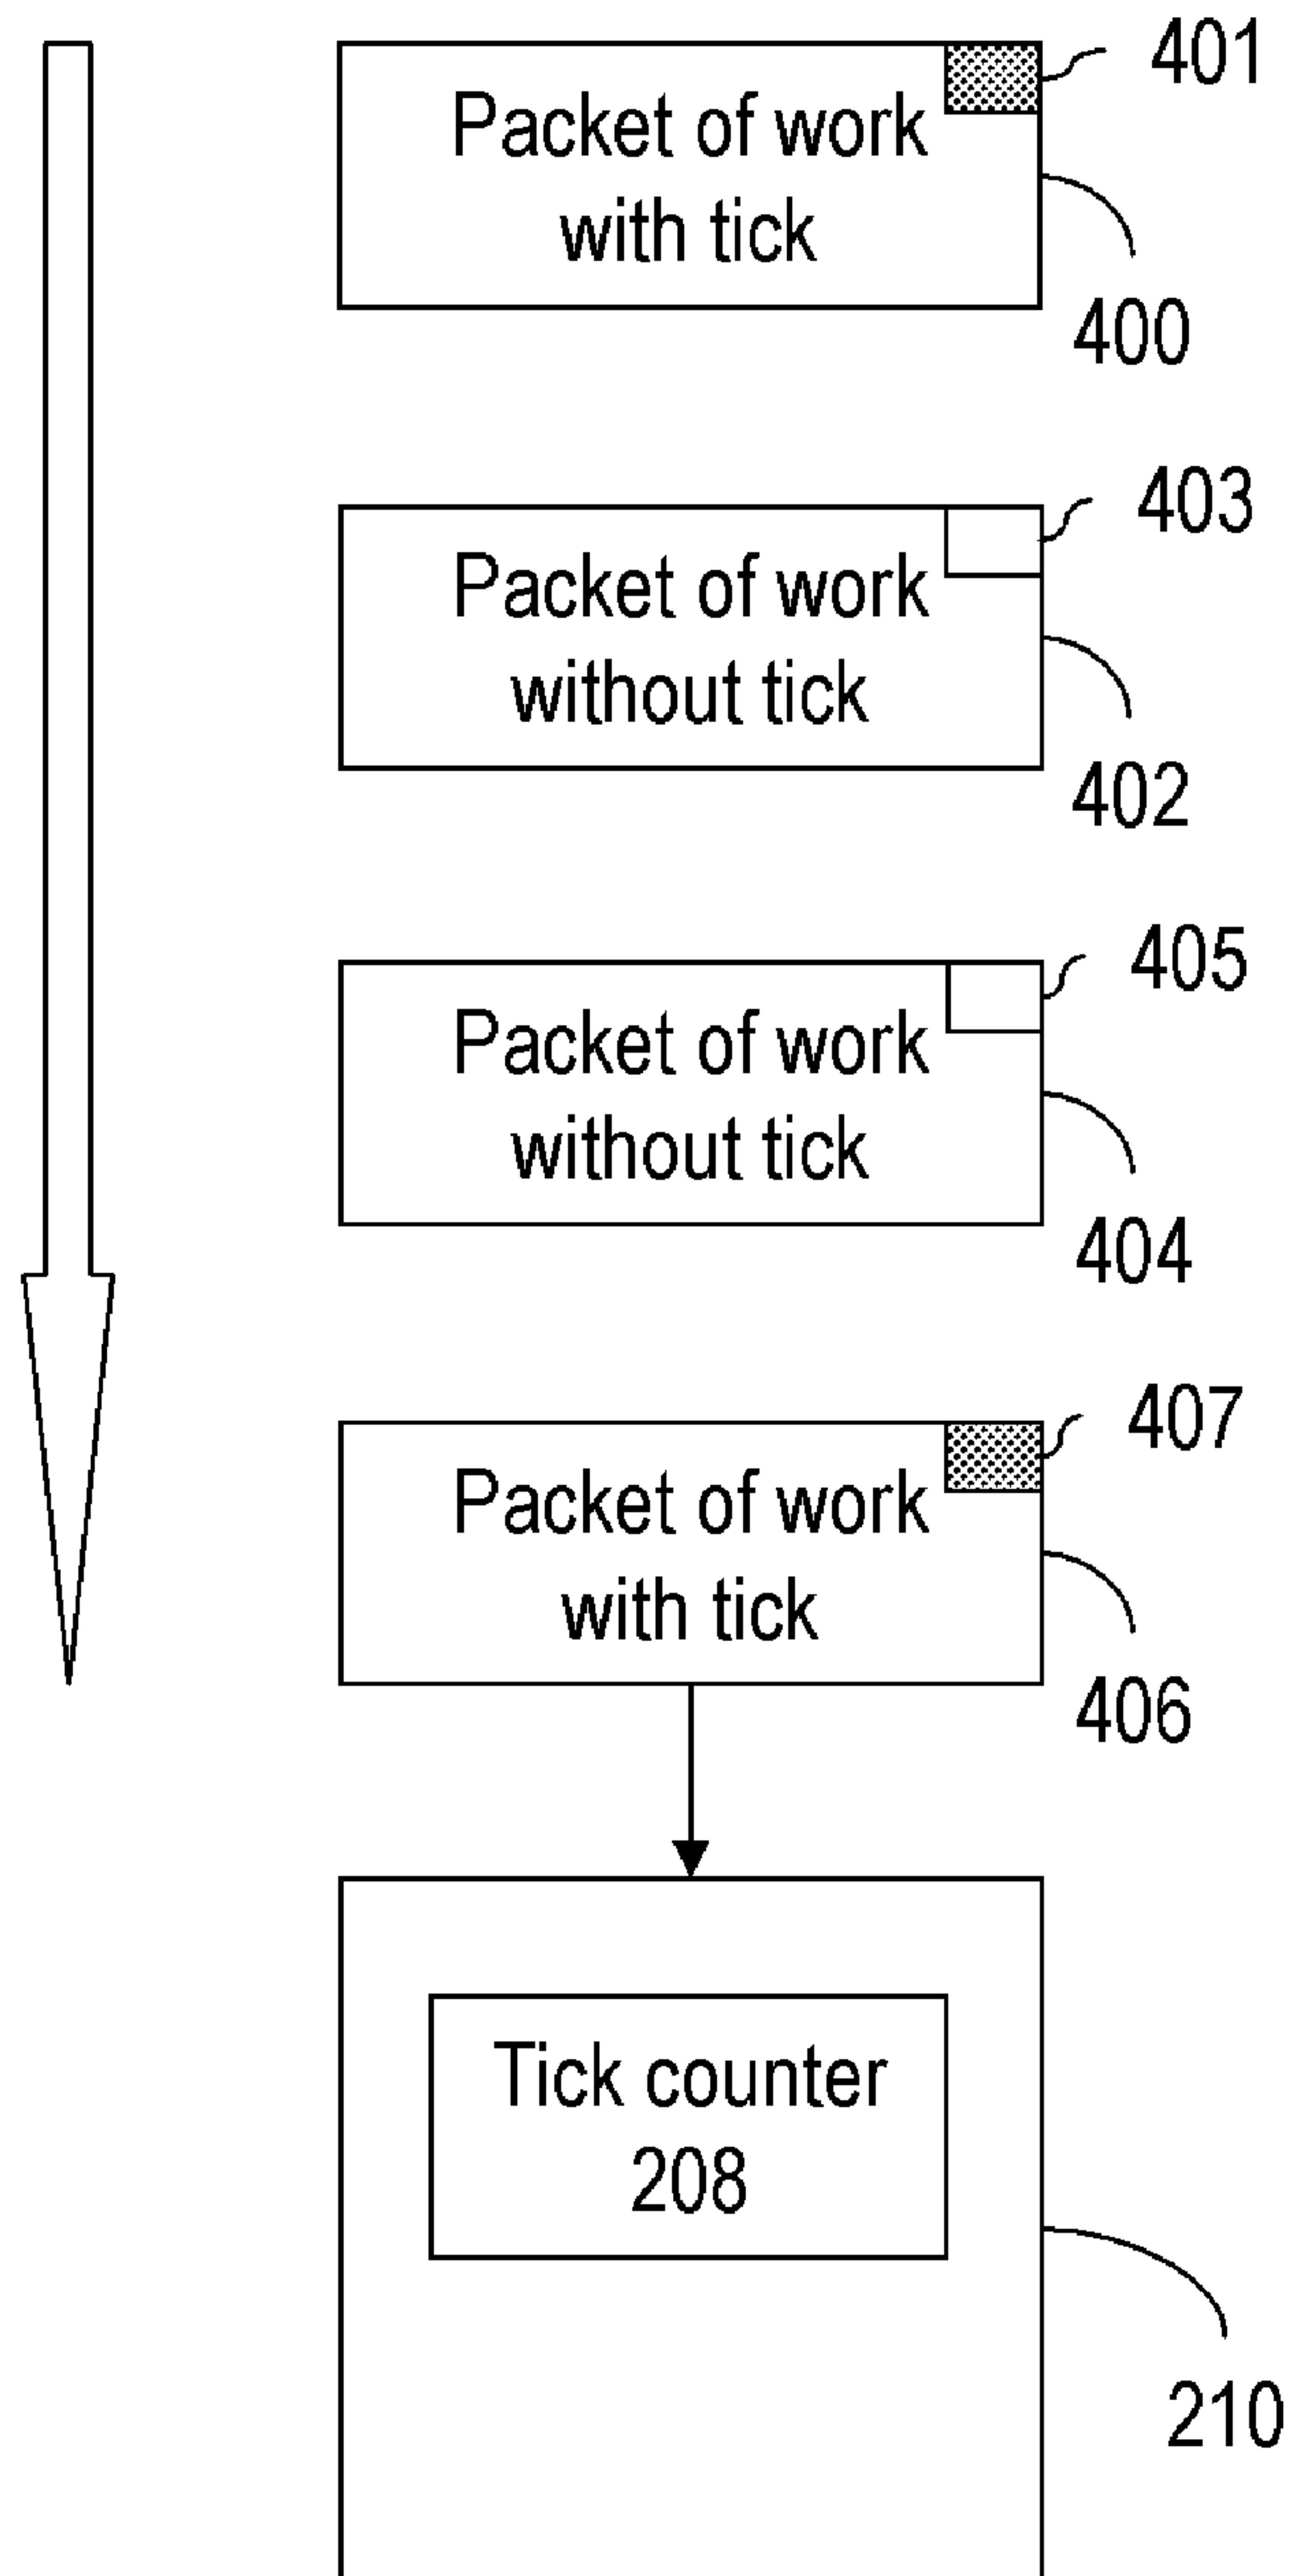 401
Packet of work
with tick
400
403
Packet of work
without tick
402
405
Packet of work
without tick
404
407
Packet of work
with tick
406
Tick counter
208
210